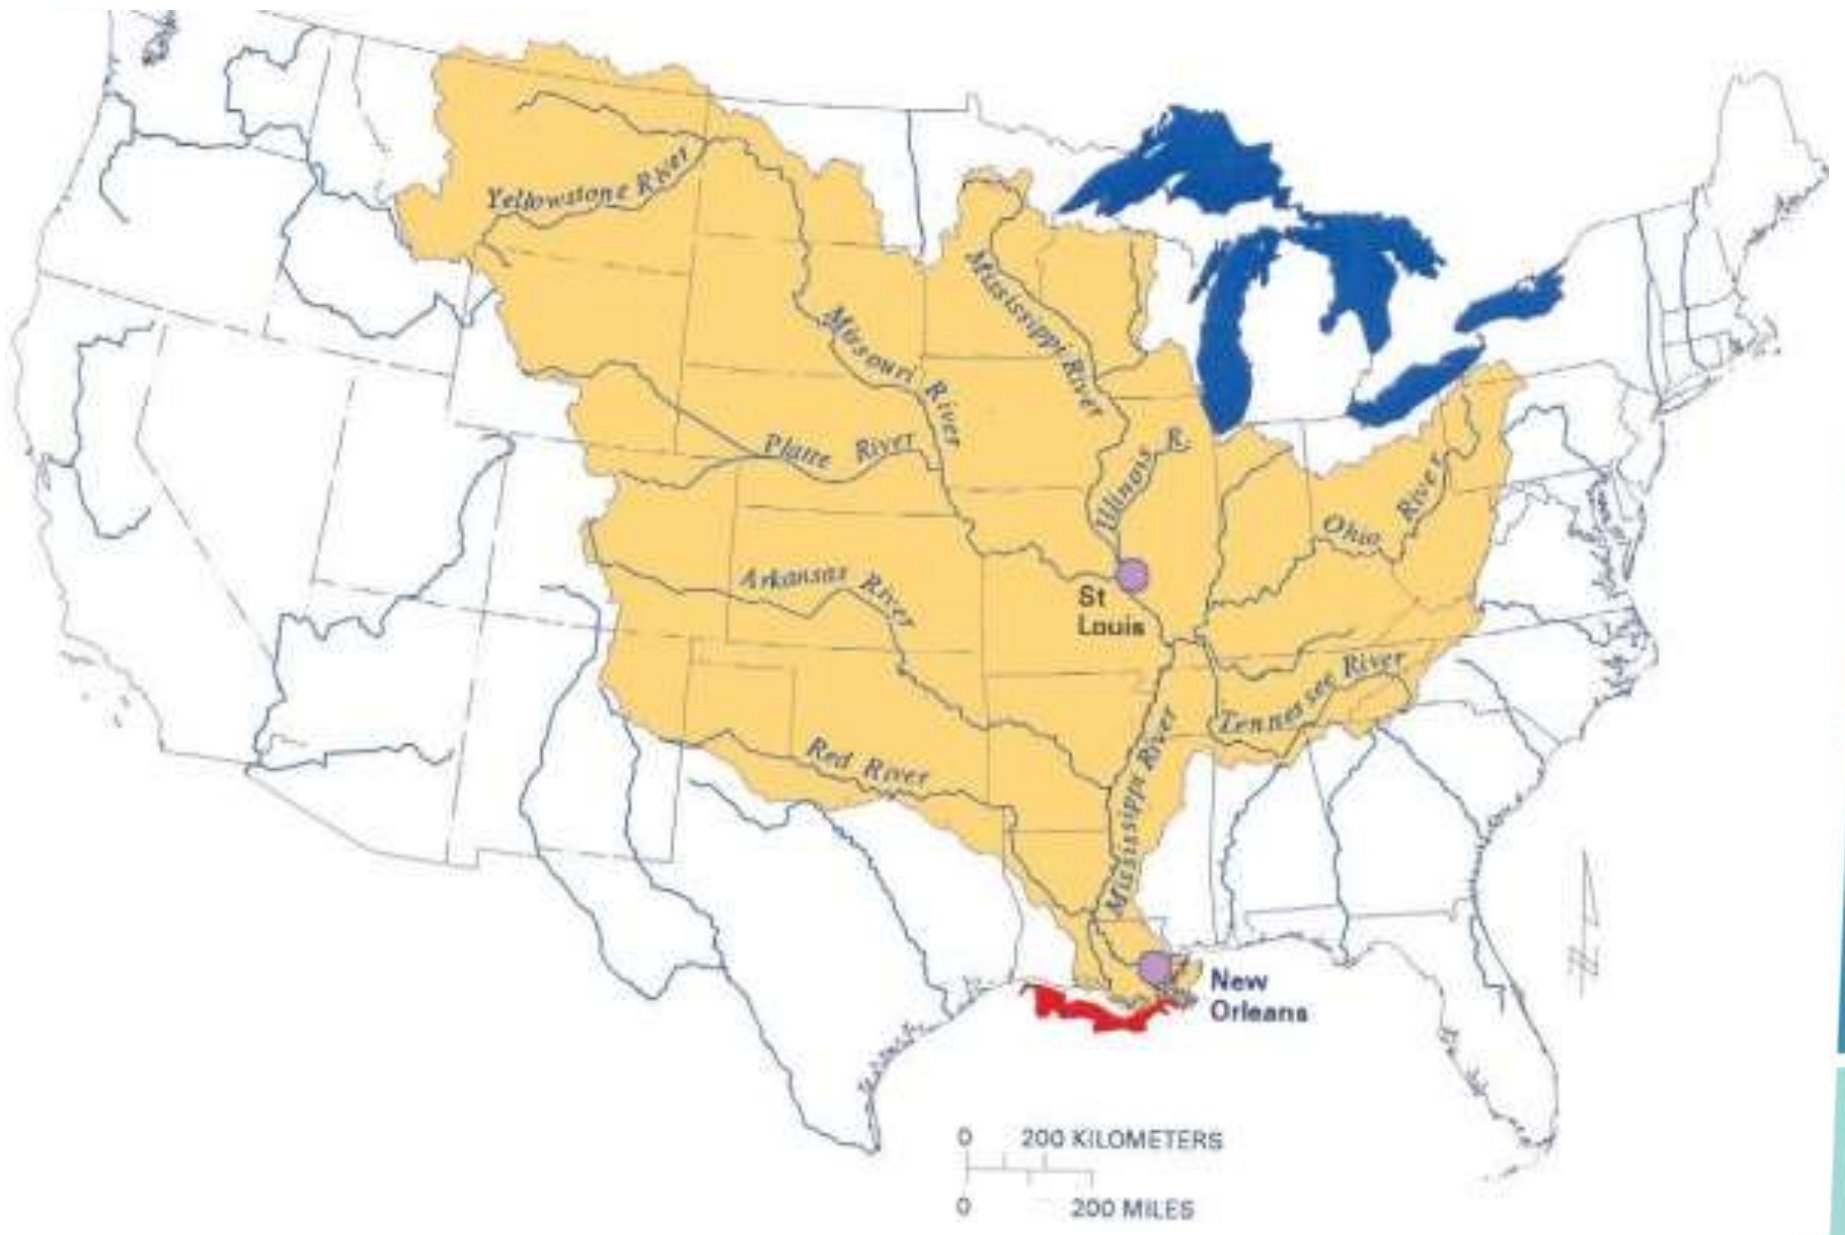 Yellowstone River
Mississippi River
Missouri River
Platte River
Illinois R.
Ohio River
Arkansas River
St
Louis
Tennessee River
Red River
Mississippi River
New
Orleans
0 200 KILOMETERS
0 200 MILES